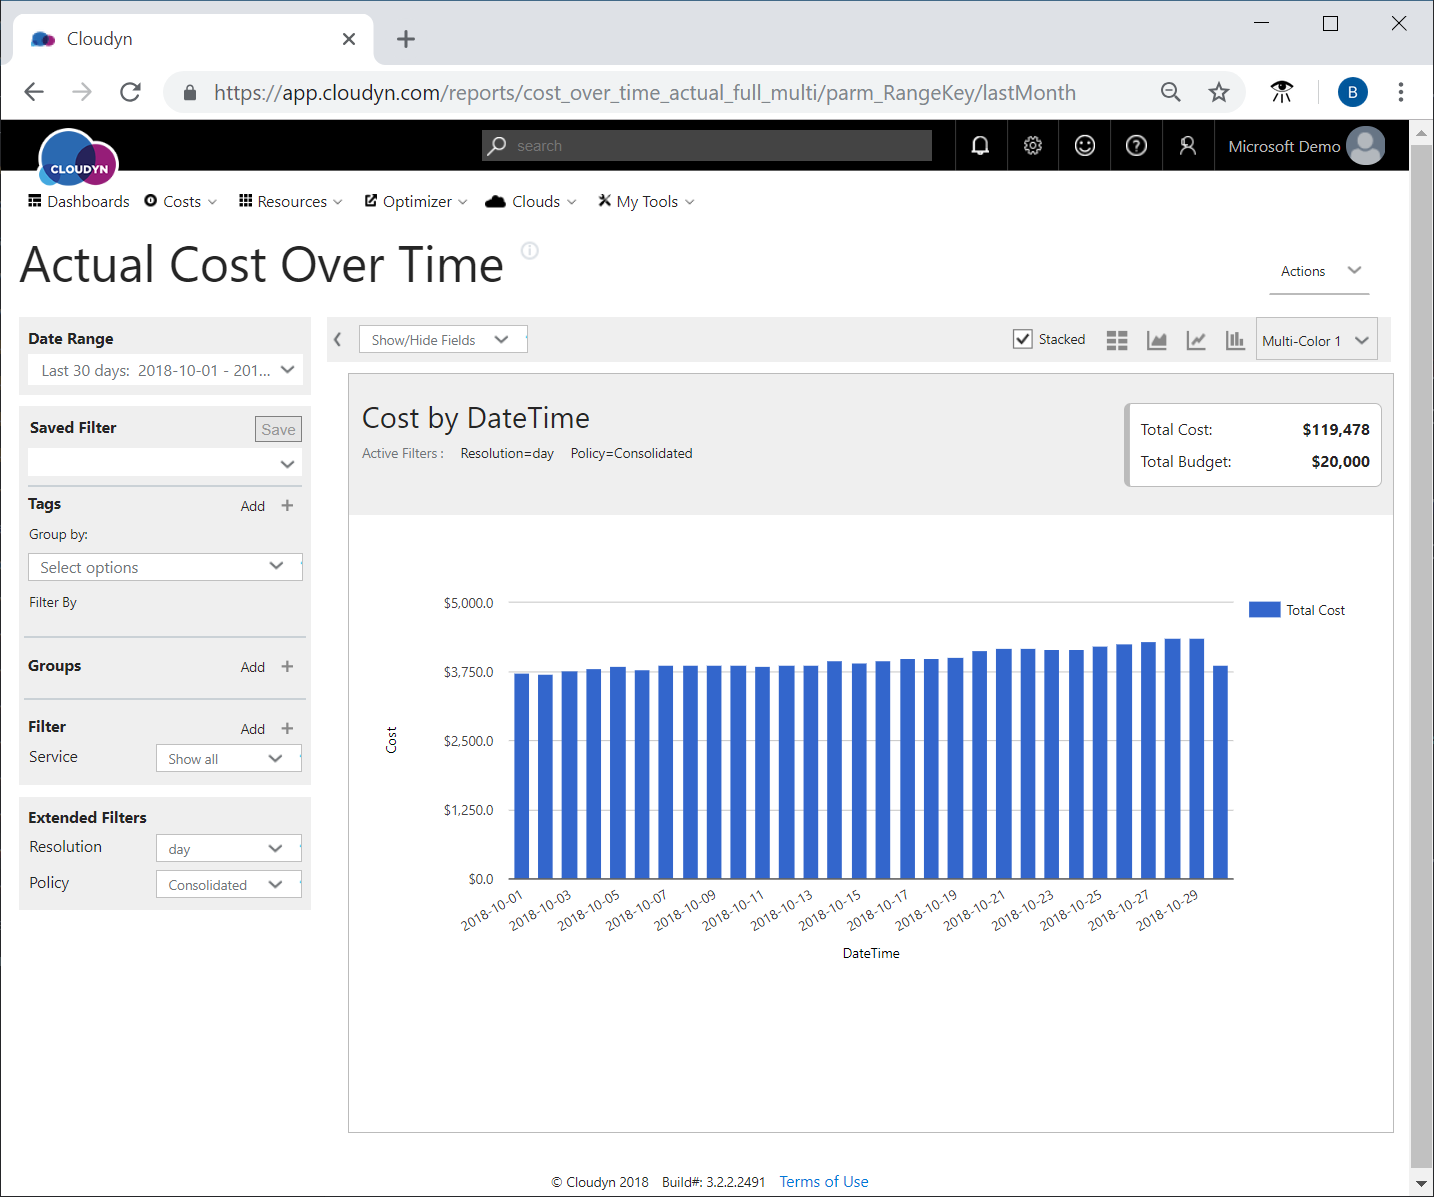 Cloudyn
https://app.cloudyn.com/reports/cost_over_time_actual_full_multi/parm_RangeKey/lastMonth
B
CLOUDYN
search
Microsoft Demo
Dashboards Costs Resources Optimizer Clouds My Tools
Actual Cost Over Time
Actions
Date Range
Last 30 days: 2018-10-01 - 201...
Saved Filter
Save
Tags
Add +
Group by:
Select options
Filter By
Groups
Add +
Filter
Add +
Service
Show all
Extended Filters
Resolution
day
Policy
Consolidated
Show/Hide Fields
Stacked
Multi-Color 1
Cost by DateTime
Active Filters : Resolution=day Policy=Consolidated
Total Cost: $119,478
Total Budget: $20,000
$5,000.0
$3,750.0
$2,500.0
$1,250.0
$0.0
Cost
Total Cost
2018-10-01 2018-10-03 2018-10-05 2018-10-07 2018-10-09 2018-10-11 2018-10-13 2018-10-15 2018-10-17 2018-10-19 2018-10-21 2018-10-23 2018-10-25 2018-10-27 2018-10-29
DateTime
© Cloudyn 2018 Build#: 3.2.2.2491 Terms of Use